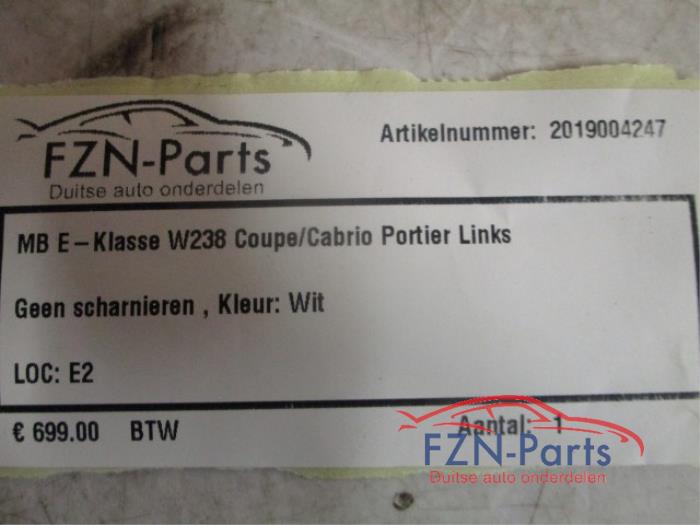 FZN-Parts
Duitse auto onderdelen
Artikelnummer: 2019004247
MB E-Klasse W238 Coupe/Cabrio Portier Links
Geen scharnieren , Kleur: Wit
LOC: E2
€ 699.00 BTW
Aantal: 1
FZN-Parts
Duitse auto onderdelen